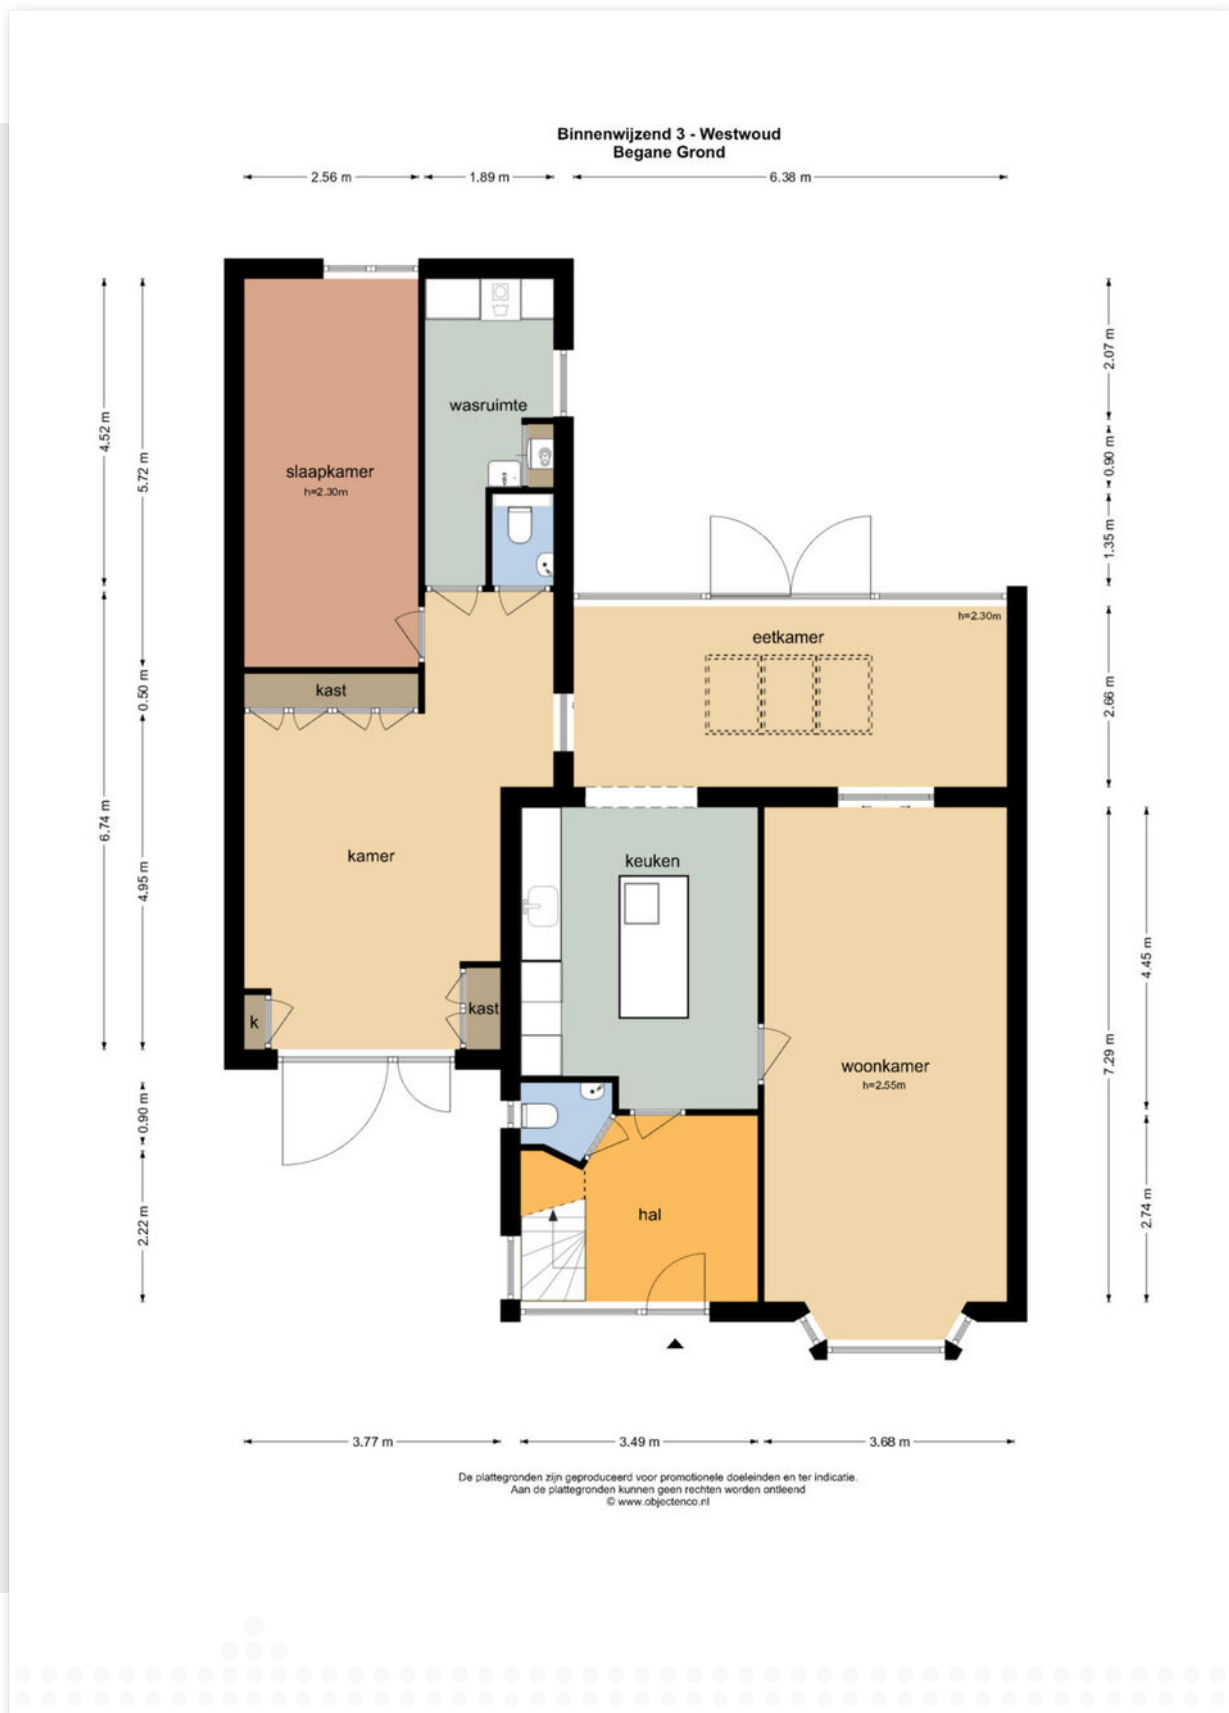 Binnenwijzend 3 - Westwoud
Begane Grond
2.56 m
1.89 m
6.38 m
4.52 m
5.72 m
2.07 m
wasruimte
0.90 m
slaapkamer
h=2.30m
1.35 m
h=2.30m
eetkamer
kast
0.50 m
2.66 m
6.74 m
kamer
keuken
4.95 m
4.45 m
k
kast
7.29 m
woonkamer
h=2.55m
0.90 m
hal
2.22 m
2.74 m
3.77 m
3.49 m
3.68 m
De plattegronden zijn geproduceerd voor promotionele doeleinden en ter indicatie.
Aan de plattegronden kunnen geen rechten worden ontleend
© www.objectenco.nl